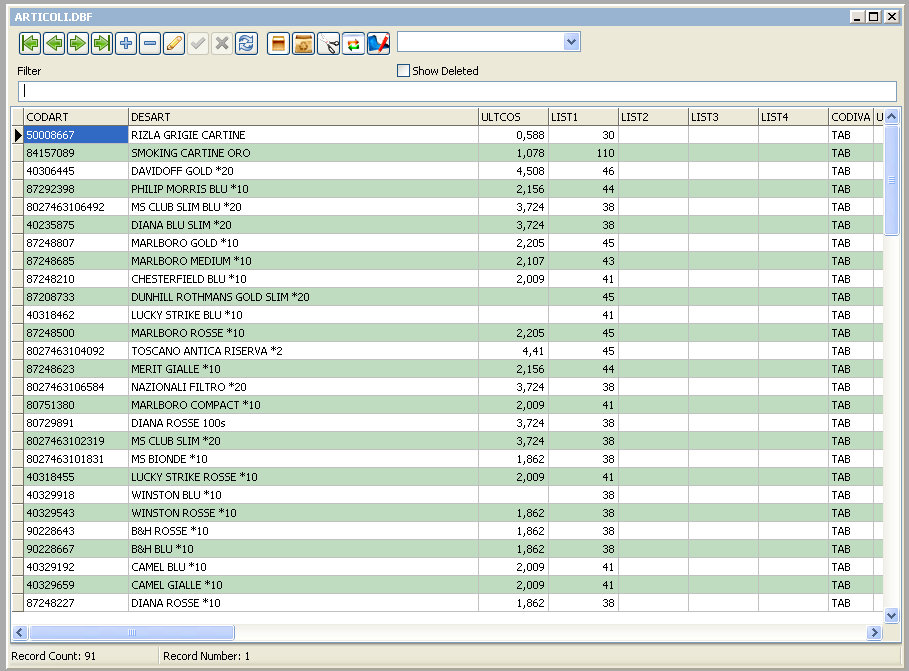 ARTICOLI.DBF
Filter
Show Deleted
CODART DESART ULTCOS LIST1 LIST2 LIST3 LIST4 CODIVA U
50008667 RIZLA GRIGIE CARTINE 0,588 30 TAB
84157089 SMOKING CARTINE ORO 1,078 110 TAB
40306445 DAVIDOFF GOLD *20 4,508 46 TAB
87292398 PHILIP MORRIS BLU *10 2,156 44 TAB
8027463106492 MS CLUB SLIM BLU *20 3,724 38 TAB
40235875 DIANA BLU SLIM *20 3,724 38 TAB
87248807 MARLBORO GOLD *10 2,205 45 TAB
87248685 MARLBORO MEDIUM *10 2,107 43 TAB
87248210 CHESTERFIELD BLU *10 2,009 41 TAB
87208733 DUNHILL ROTHMANS GOLD SLIM *20 45 TAB
40318462 LUCKY STRIKE BLU *10 41 TAB
87248500 MARLBORO ROSSE *10 2,205 45 TAB
8027463104092 TOSCANO ANTICA RISERVA *2 4,41 45 TAB
87248623 MERIT GIALLE *10 2,156 44 TAB
8027463106584 NAZIONALI FILTRO *20 3,724 38 TAB
80751380 MARLBORO COMPACT *10 2,009 41 TAB
80729891 DIANA ROSSE 100s 3,724 38 TAB
8027463102319 MS CLUB SLIM *20 3,724 38 TAB
8027463101831 MS BIONDE *10 1,862 38 TAB
40318455 LUCKY STRIKE ROSSE *10 2,009 41 TAB
40329918 WINSTON BLU *10 38 TAB
40329543 WINSTON ROSSE *10 1,862 38 TAB
90228643 B&H ROSSE *10 1,862 38 TAB
90228667 B&H BLU *10 1,862 38 TAB
40329192 CAMEL BLU *10 2,009 41 TAB
40329659 CAMEL GIALLE *10 2,009 41 TAB
87248227 DIANA ROSSE *10 1,862 38 TAB
Record Count: 91 Record Number: 1